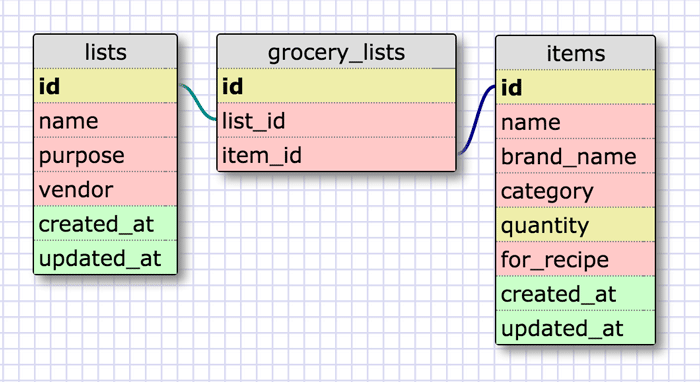 lists
id
name
purpose
vendor
created_at
updated_at
grocery_lists
id
list_id
item_id
items
id
name
brand_name
category
quantity
for_recipe
created_at
updated_at